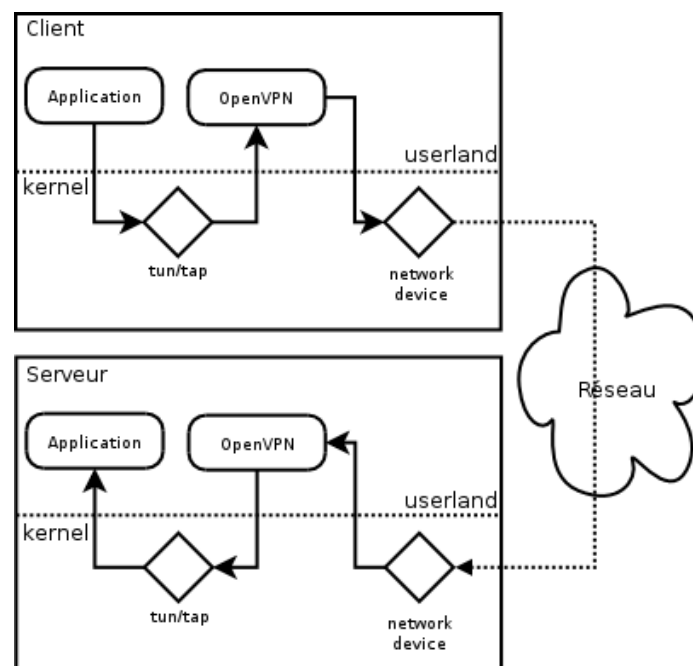 Client
Application
OpenVPN
userland
kernel
tun/tap
network
device
Réseau
Serveur
Application
OpenVPN
userland
kernel
tun/tap
network
device